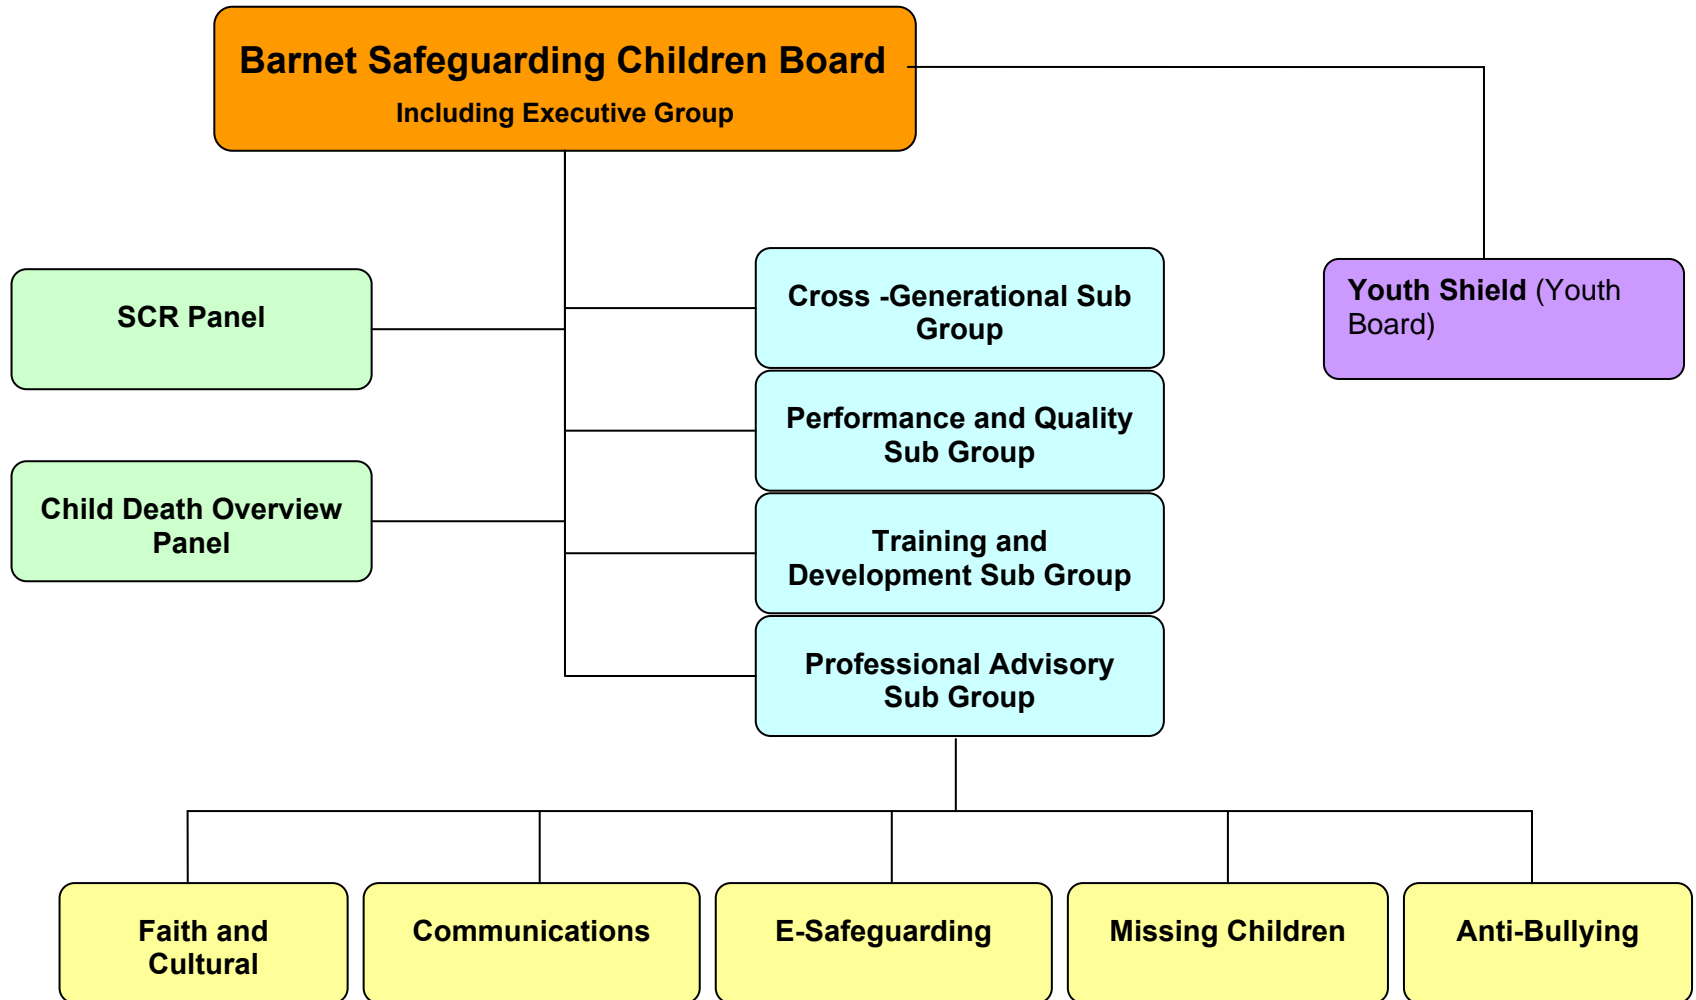 Barnet Safeguarding Children Board
Including Executive Group
SCR Panel
Child Death Overview
Panel
Cross -Generational Sub
Group
Performance and Quality
Sub Group
Training and
Development Sub Group
Professional Advisory
Sub Group
Youth Shield (Youth
Board)
Faith and
Cultural
Communications
E-Safeguarding
Missing Children
Anti-Bullying